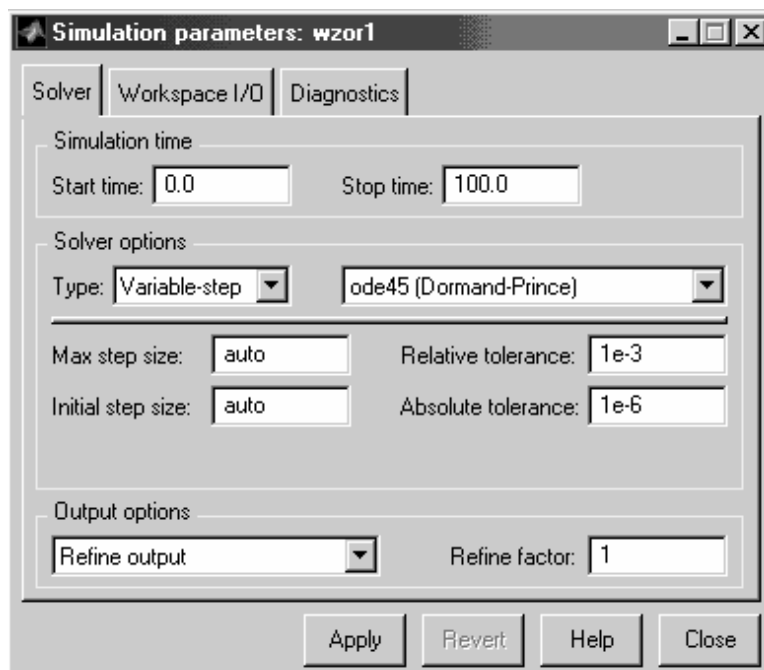 Simulation parameters: wzor1
Solver Workspace I/O Diagnostics
Simulation time
Start time: 0.0 Stop time: 100.0
Solver options
Type: Variable-step ode45 (Dormand-Prince)
Max step size: auto Relative tolerance: 1e-3
Initial step size: auto Absolute tolerance: 1e-6
Output options
Refine output Refine factor: 1
Apply Revert Help Close